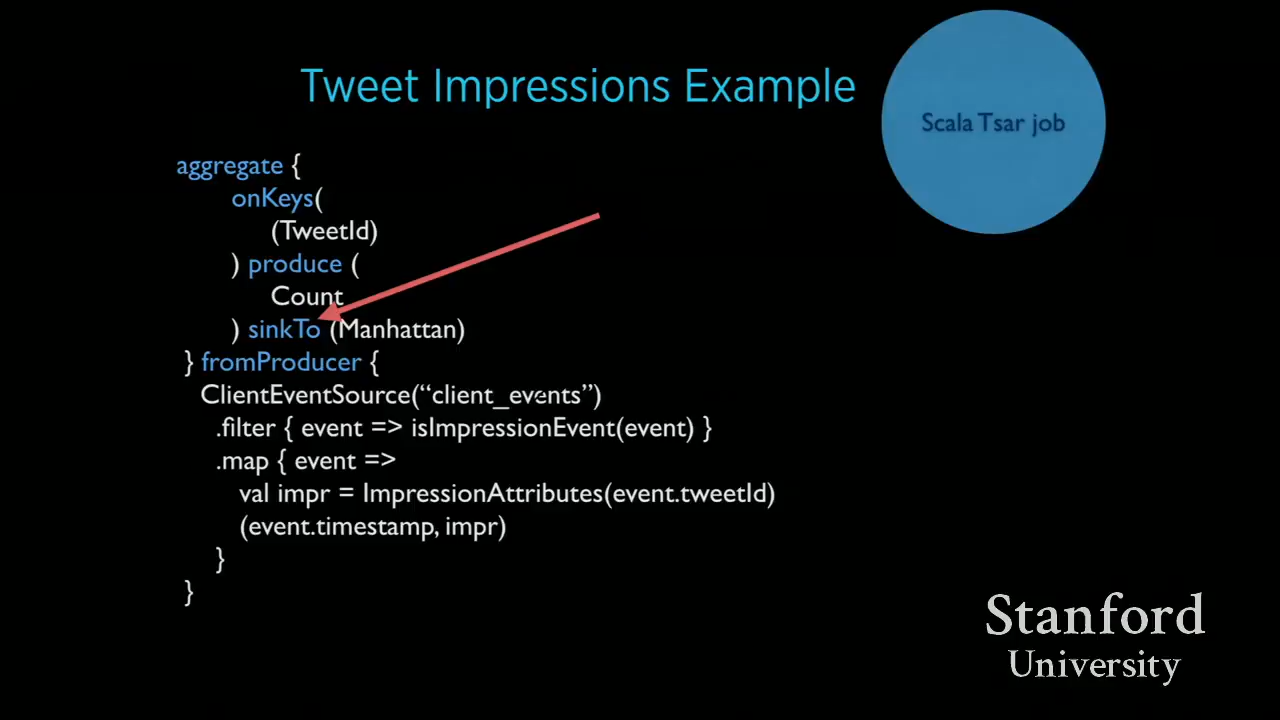 Tweet Impressions Example
Scala Tsar job
aggregate {
onKeys(
(TweetId)
) produce (
Count
) sinkTo (Manhattan)
} fromProducer {
ClientEventSource(“client_events”)
.filter { event => isImpressionEvent(event) }
.map { event =>
val impr = ImpressionAttributes(event.tweetId)
(event.timestamp, impr)
}
}
Stanford
University